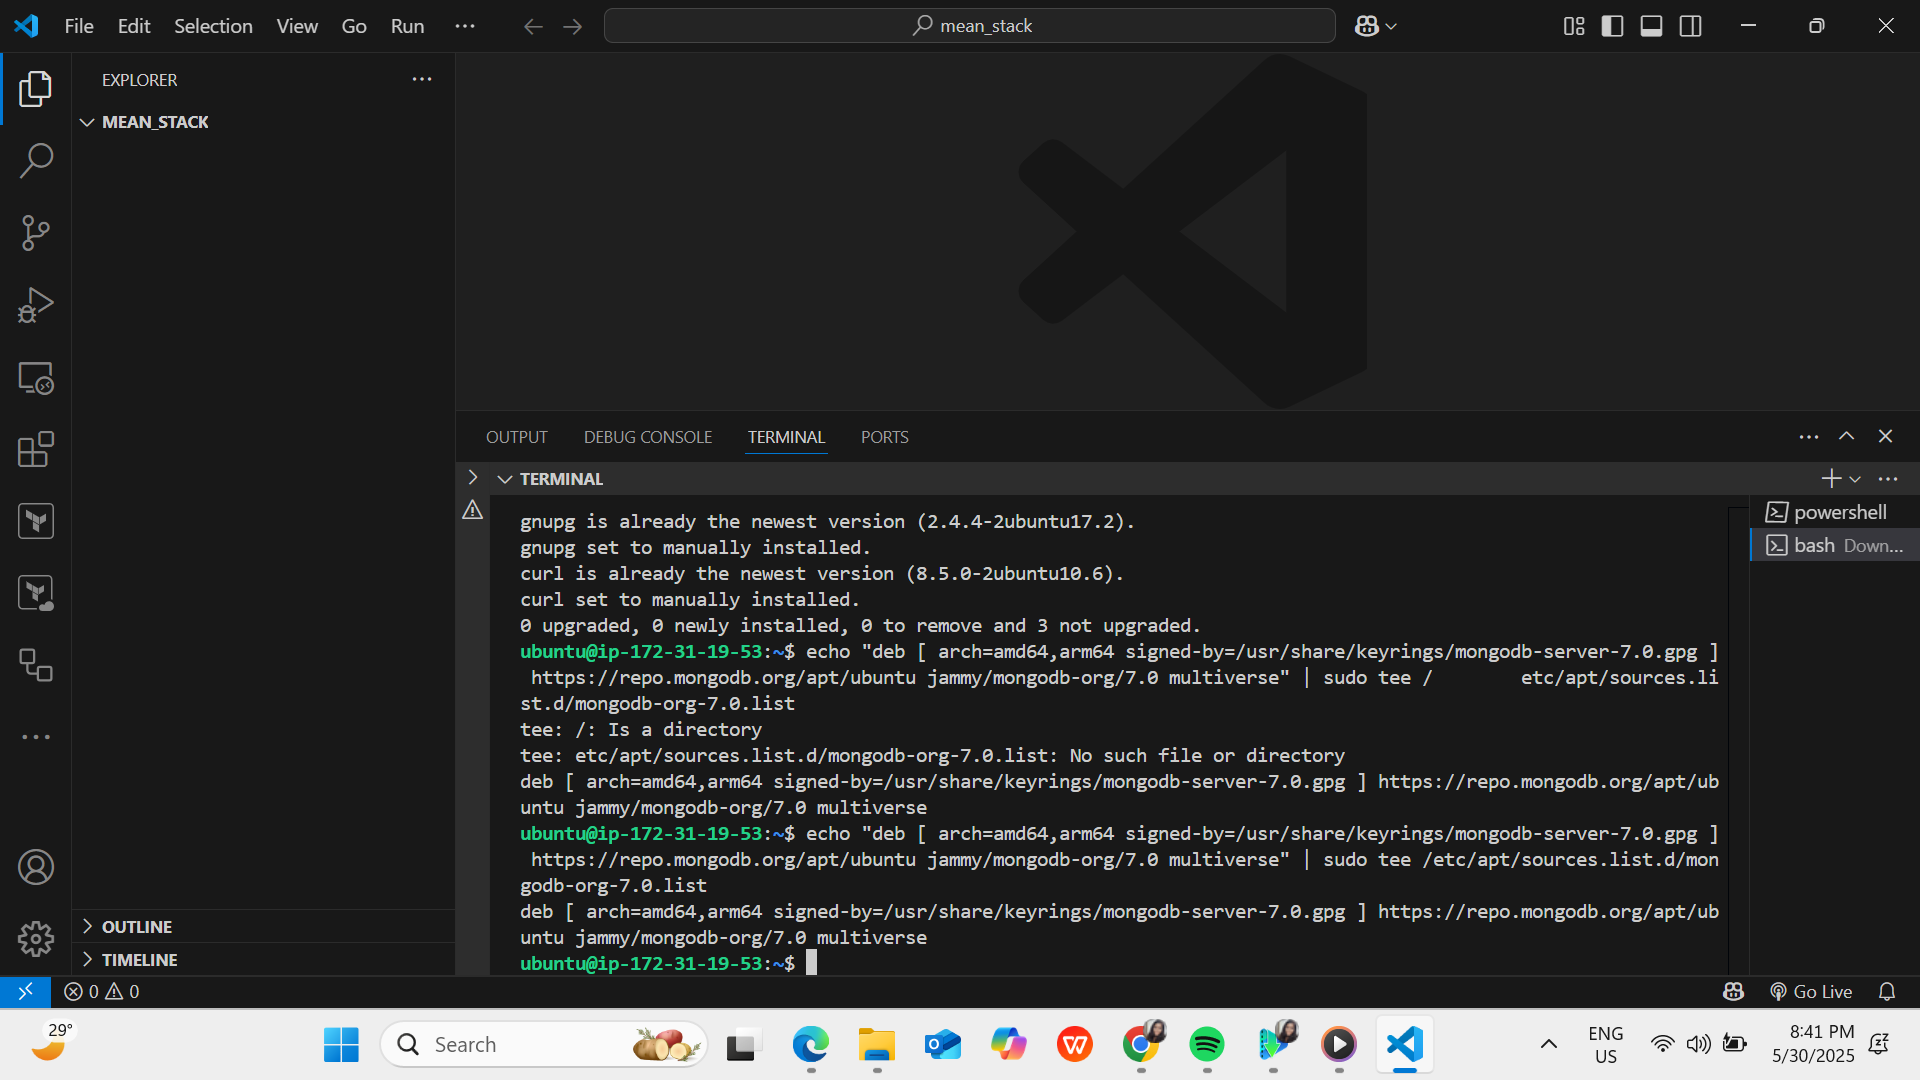 File Edit Selection View Go Run ···
mean_stack
EXPLORER
MEAN_STACK
OUTPUT DEBUG CONSOLE TERMINAL PORTS
TERMINAL
powershell
bash Down...
gnupg is already the newest version (2.4.4-2ubuntu17.2).
gnupg set to manually installed.
curl is already the newest version (8.5.0-2ubuntu10.6).
curl set to manually installed.
0 upgraded, 0 newly installed, 0 to remove and 3 not upgraded.
ubuntu@ip-172-31-19-53:~$ echo "deb [ arch=amd64,arm64 signed-by=/usr/share/keyrings/mongodb-server-7.0.gpg ]
https://repo.mongodb.org/apt/ubuntu jammy/mongodb-org/7.0 multiverse" | sudo tee /        etc/apt/sources.li
st.d/mongodb-org-7.0.list
tee: /: Is a directory
tee: etc/apt/sources.list.d/mongodb-org-7.0.list: No such file or directory
deb [ arch=amd64,arm64 signed-by=/usr/share/keyrings/mongodb-server-7.0.gpg ] https://repo.mongodb.org/apt/ub
untu jammy/mongodb-org/7.0 multiverse
ubuntu@ip-172-31-19-53:~$ echo "deb [ arch=amd64,arm64 signed-by=/usr/share/keyrings/mongodb-server-7.0.gpg ]
https://repo.mongodb.org/apt/ubuntu jammy/mongodb-org/7.0 multiverse" | sudo tee /etc/apt/sources.list.d/mon
godb-org-7.0.list
deb [ arch=amd64,arm64 signed-by=/usr/share/keyrings/mongodb-server-7.0.gpg ] https://repo.mongodb.org/apt/ub
untu jammy/mongodb-org/7.0 multiverse
ubuntu@ip-172-31-19-53:~$
OUTLINE
TIMELINE
0 0
Go Live
29°
Search
ENG
US
8:41 PM
5/30/2025